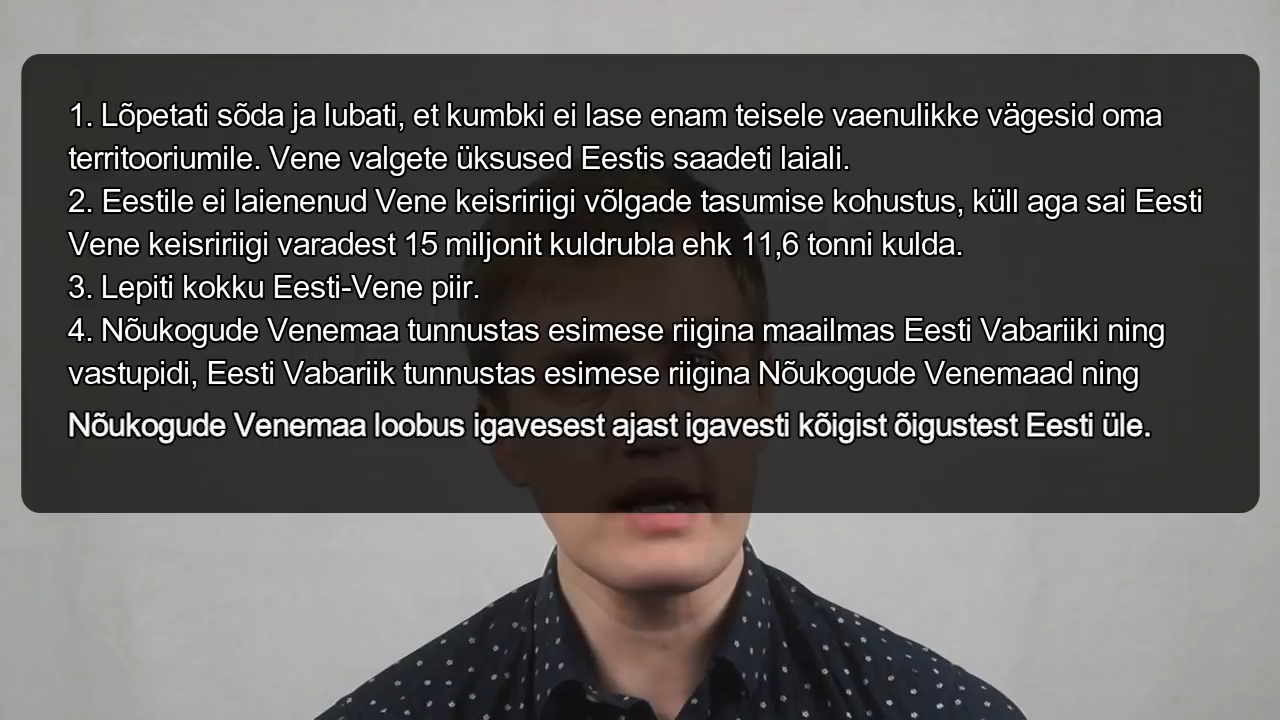 1. Lõpetati sõda ja lubati, et kumbki ei lase enam teisele vaenulikke vägesid oma
territooriumile. Vene valgete üksused Eestis saadeti laiali.
2. Eestile ei laienenud Vene keisririigi võlgade tasumise kohustus, küll aga sai Eesti
Vene keisririigi varadest 15 miljonit kuldrubla ehk 11,6 tonni kulda.
3. Lepiti kokku Eesti-Vene piir.
4. Nõukogude Venemaa tunnustas esimese riigina maailmas Eesti Vabariiki ning
vastupidi, Eesti Vabariik tunnustas esimese riigina Nõukogude Venemaad ning
Nõukogude Venemaa loobus igavesest ajast igavesti kõigist õigustest Eesti üle.